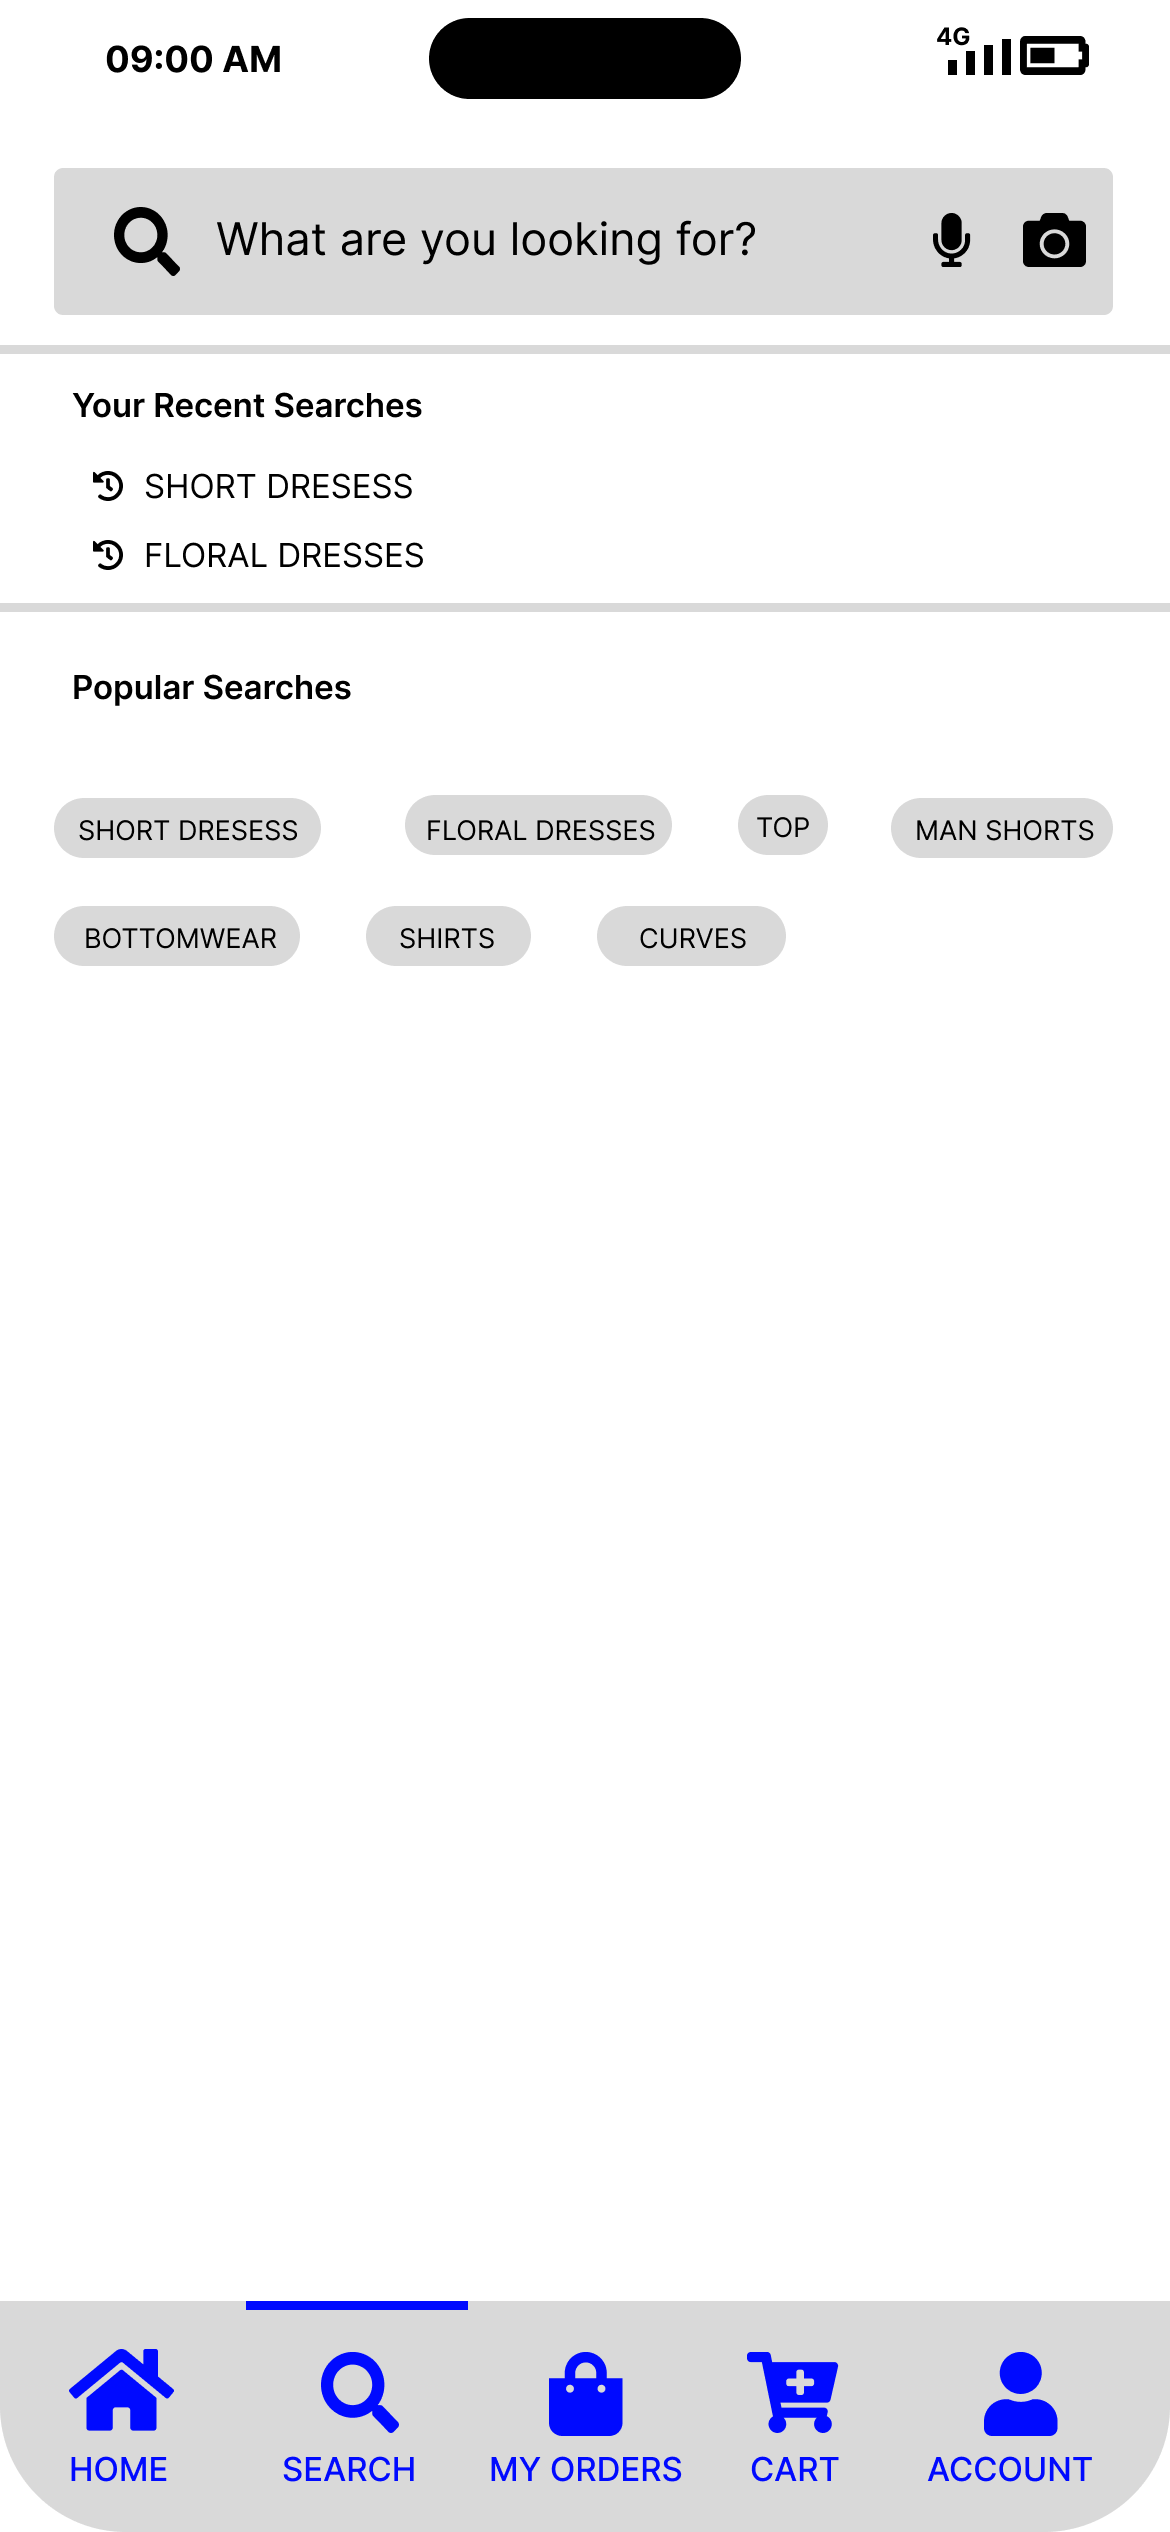 09:00 AM
4G
What are you looking for?
Your Recent Searches
SHORT DRESESS
FLORAL DRESSES
Popular Searches
SHORT DRESESS
FLORAL DRESSES
TOP
MAN SHORTS
BOTTOMWEAR
SHIRTS
CURVES
HOME
SEARCH
MY ORDERS
CART
ACCOUNT